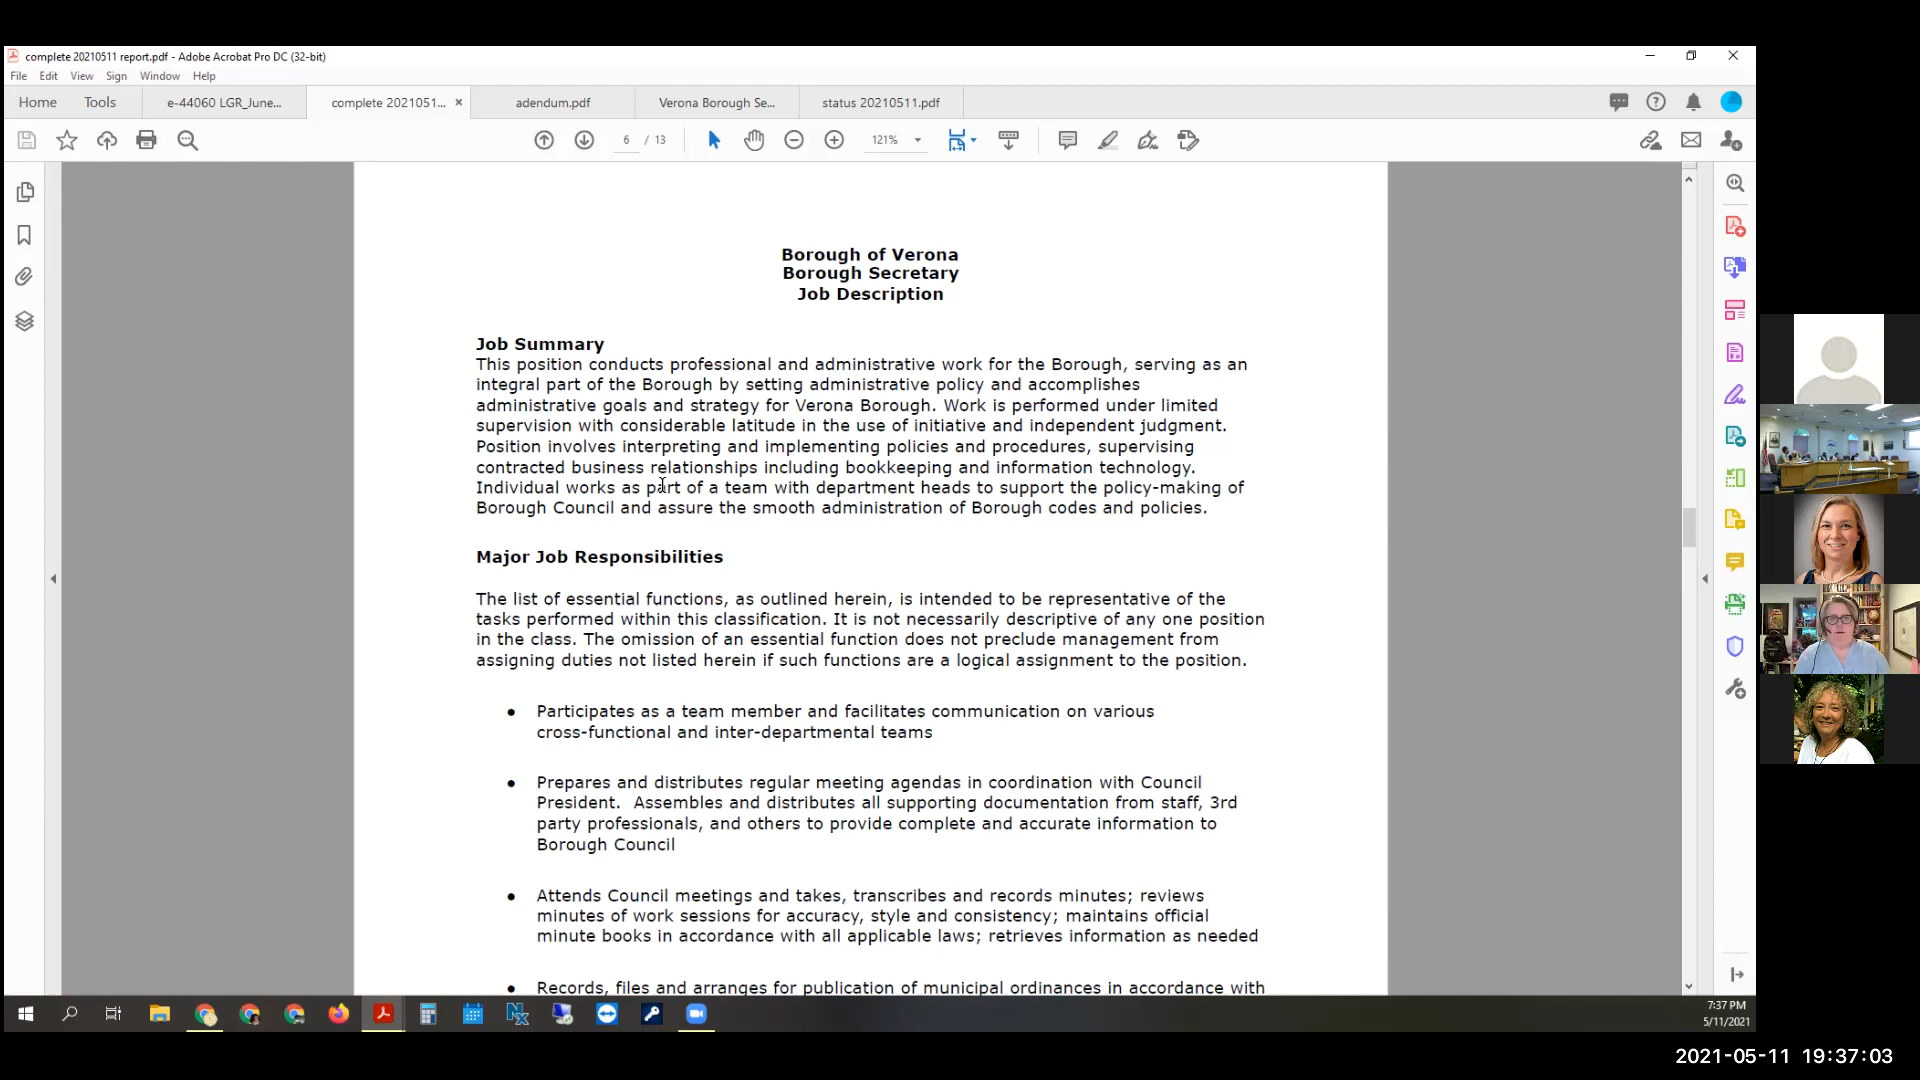 complete 20210511 report.pdf - Adobe Acrobat Pro DC (32-bit)
File Edit View Sign Window Help
Home Tools e-44060 LGR_June... complete 2021051... × adendum.pdf Verona Borough Se... status 20210511.pdf
6 / 13 121%
Borough of Verona
Borough Secretary
Job Description
Job Summary
This position conducts professional and administrative work for the Borough, serving as an
integral part of the Borough by setting administrative policy and accomplishes
administrative goals and strategy for Verona Borough. Work is performed under limited
supervision with considerable latitude in the use of initiative and independent judgment.
Position involves interpreting and implementing policies and procedures, supervising
contracted business relationships including bookkeeping and information technology.
Individual works as part of a team with department heads to support the policy-making of
Borough Council and assure the smooth administration of Borough codes and policies.
Major Job Responsibilities
The list of essential functions, as outlined herein, is intended to be representative of the
tasks performed within this classification. It is not necessarily descriptive of any one position
in the class. The omission of an essential function does not preclude management from
assigning duties not listed herein if such functions are a logical assignment to the position.
● Participates as a team member and facilitates communication on various
cross-functional and inter-departmental teams
● Prepares and distributes regular meeting agendas in coordination with Council
President.  Assembles and distributes all supporting documentation from staff, 3rd
party professionals, and others to provide complete and accurate information to
Borough Council
● Attends Council meetings and takes, transcribes and records minutes; reviews
minutes of work sessions for accuracy, style and consistency; maintains official
minute books in accordance with all applicable laws; retrieves information as needed
● Records, files and arranges for publication of municipal ordinances in accordance with
7:37 PM
5/11/2021
2021-05-11 19:37:03